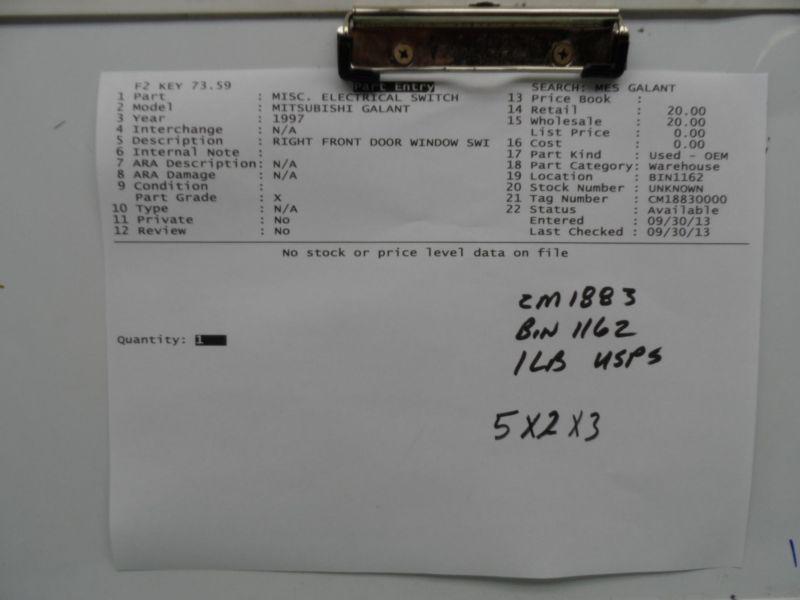 F2 KEY 73.59 Part Entry SEARCH: MES GALANT
1 Part : MISC. ELECTRICAL SWITCH 13 Price Book :
2 Model : MITSUBISHI GALANT 14 Retail : 20.00
3 Year : 1997 15 Wholesale : 20.00
4 Interchange : N/A List Price : 0.00
5 Description : RIGHT FRONT DOOR WINDOW SWI 16 Cost : 0.00
6 Internal Note : 17 Part Kind : Used - OEM
7 ARA Description: N/A 18 Part Category: Warehouse
8 ARA Damage : N/A 19 Location : BIN1162
9 Condition : 20 Stock Number : UNKNOWN
Part Grade : X 21 Tag Number : CM18830000
10 Type : N/A 22 Status : Available
11 Private : No Entered : 09/30/13
12 Review : No Last Checked : 09/30/13
No stock or price level data on file
CM1883
BIN 1162
Quantity: 1
1LB USPS
5X2X3